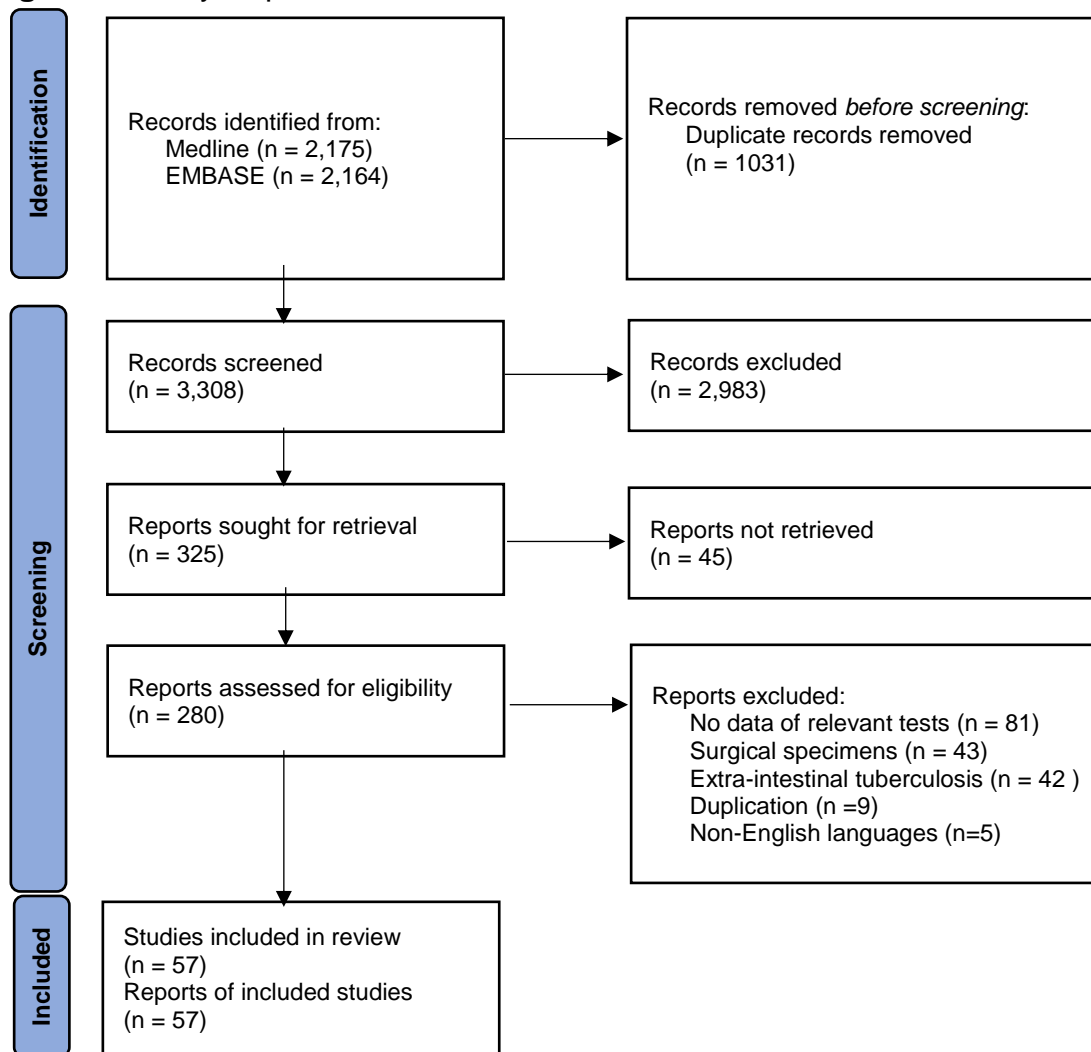 Identification
Records identified from:
Medline (n = 2,175)
EMBASE (n = 2,164)
Records removed before screening:
Duplicate records removed
(n = 1031)
Screening
Records screened
(n = 3,308)
Records excluded
(n = 2,983)
Reports sought for retrieval
(n = 325)
Reports not retrieved
(n = 45)
Reports assessed for eligibility
(n = 280)
Reports excluded:
No data of relevant tests (n = 81)
Surgical specimens (n = 43)
Extra-intestinal tuberculosis (n = 42 )
Duplication (n =9)
Non-English languages (n=5)
Included
Studies included in review
(n = 57)
Reports of included studies
(n = 57)